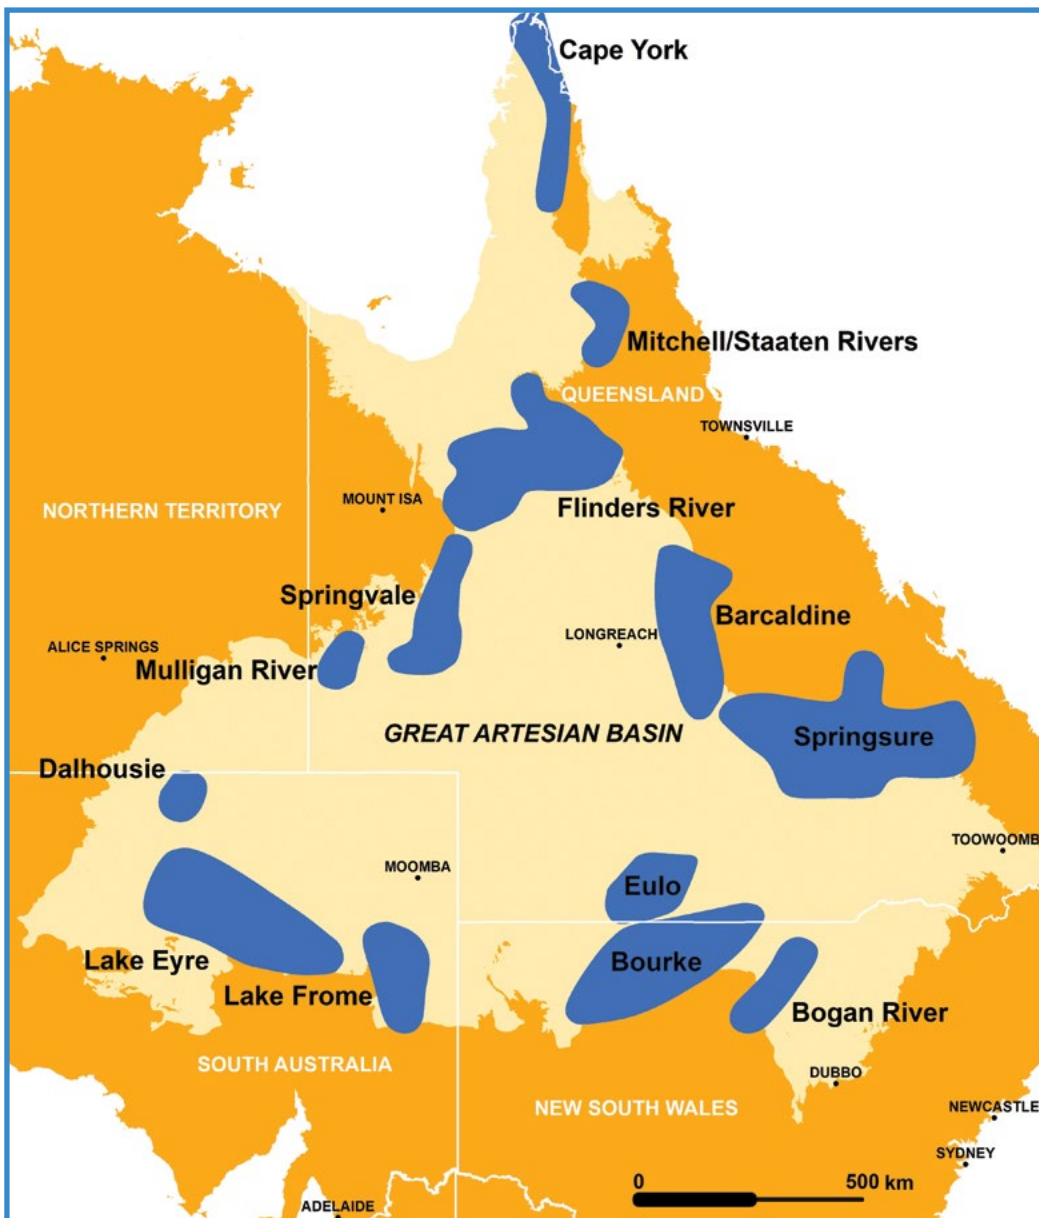 Cape York
Mitchell/Staaten Rivers
QUEENSLAND
TOWNSVILLE
MOUNT ISA
NORTHERN TERRITORY
Flinders River
Springvale
Barcaldine
LONGREACH
ALICE SPRINGS
Mulligan River
GREAT ARTESIAN BASIN
Springsure
Dalhousie
TOOWOOMB
MOOMBA
Eulo
Lake Eyre
Bourke
Lake Frome
Bogan River
SOUTH AUSTRALIA
DUBBO
NEW SOUTH WALES
NEWCASTLE
SYDNEY
0 500 km
ADELAIDE